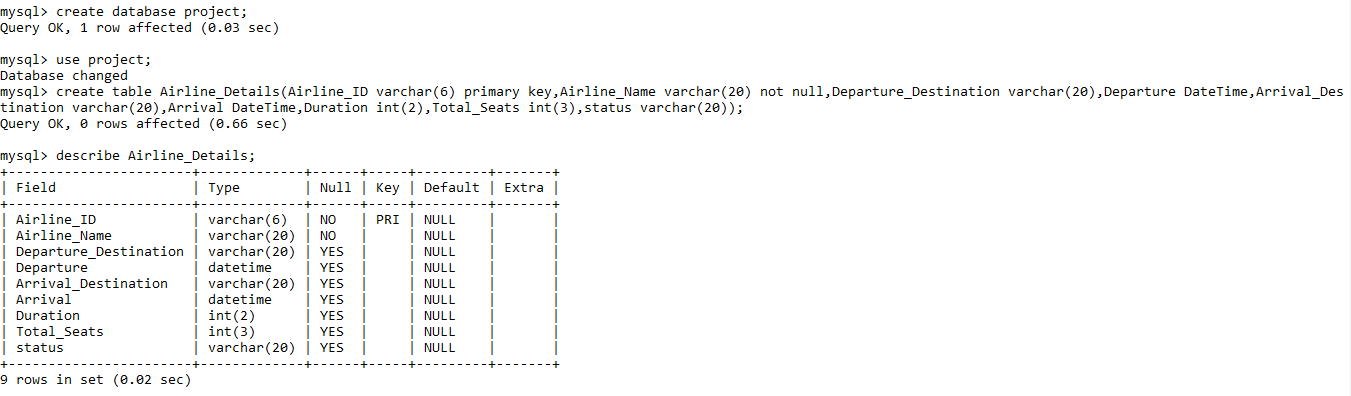 mysql> create database project;
Query OK, 1 row affected (0.03 sec)
mysql> use project;
Database changed
mysql> create table Airline_Details(Airline_ID varchar(6) primary key,Airline_Name varchar(20) not null,Departure_Destination varchar(20),Departure DateTime,Arrival_Des
tination varchar(20),Arrival DateTime,Duration int(2),Total_Seats int(3),status varchar(20));
Query OK, 0 rows affected (0.66 sec)
mysql> describe Airline_Details;
+-----------------------+-------------+------+-----+---------+-------+
| Field                 | Type        | Null | Key | Default | Extra |
+-----------------------+-------------+------+-----+---------+-------+
| Airline_ID            | varchar(6)  | NO   | PRI | NULL    |       |
| Airline_Name          | varchar(20) | NO   |     | NULL    |       |
| Departure_Destination | varchar(20) | YES  |     | NULL    |       |
| Departure             | datetime    | YES  |     | NULL    |       |
| Arrival_Destination   | varchar(20) | YES  |     | NULL    |       |
| Arrival               | datetime    | YES  |     | NULL    |       |
| Duration              | int(2)      | YES  |     | NULL    |       |
| Total_Seats           | int(3)      | YES  |     | NULL    |       |
| status                | varchar(20) | YES  |     | NULL    |       |
+-----------------------+-------------+------+-----+---------+-------+
9 rows in set (0.02 sec)